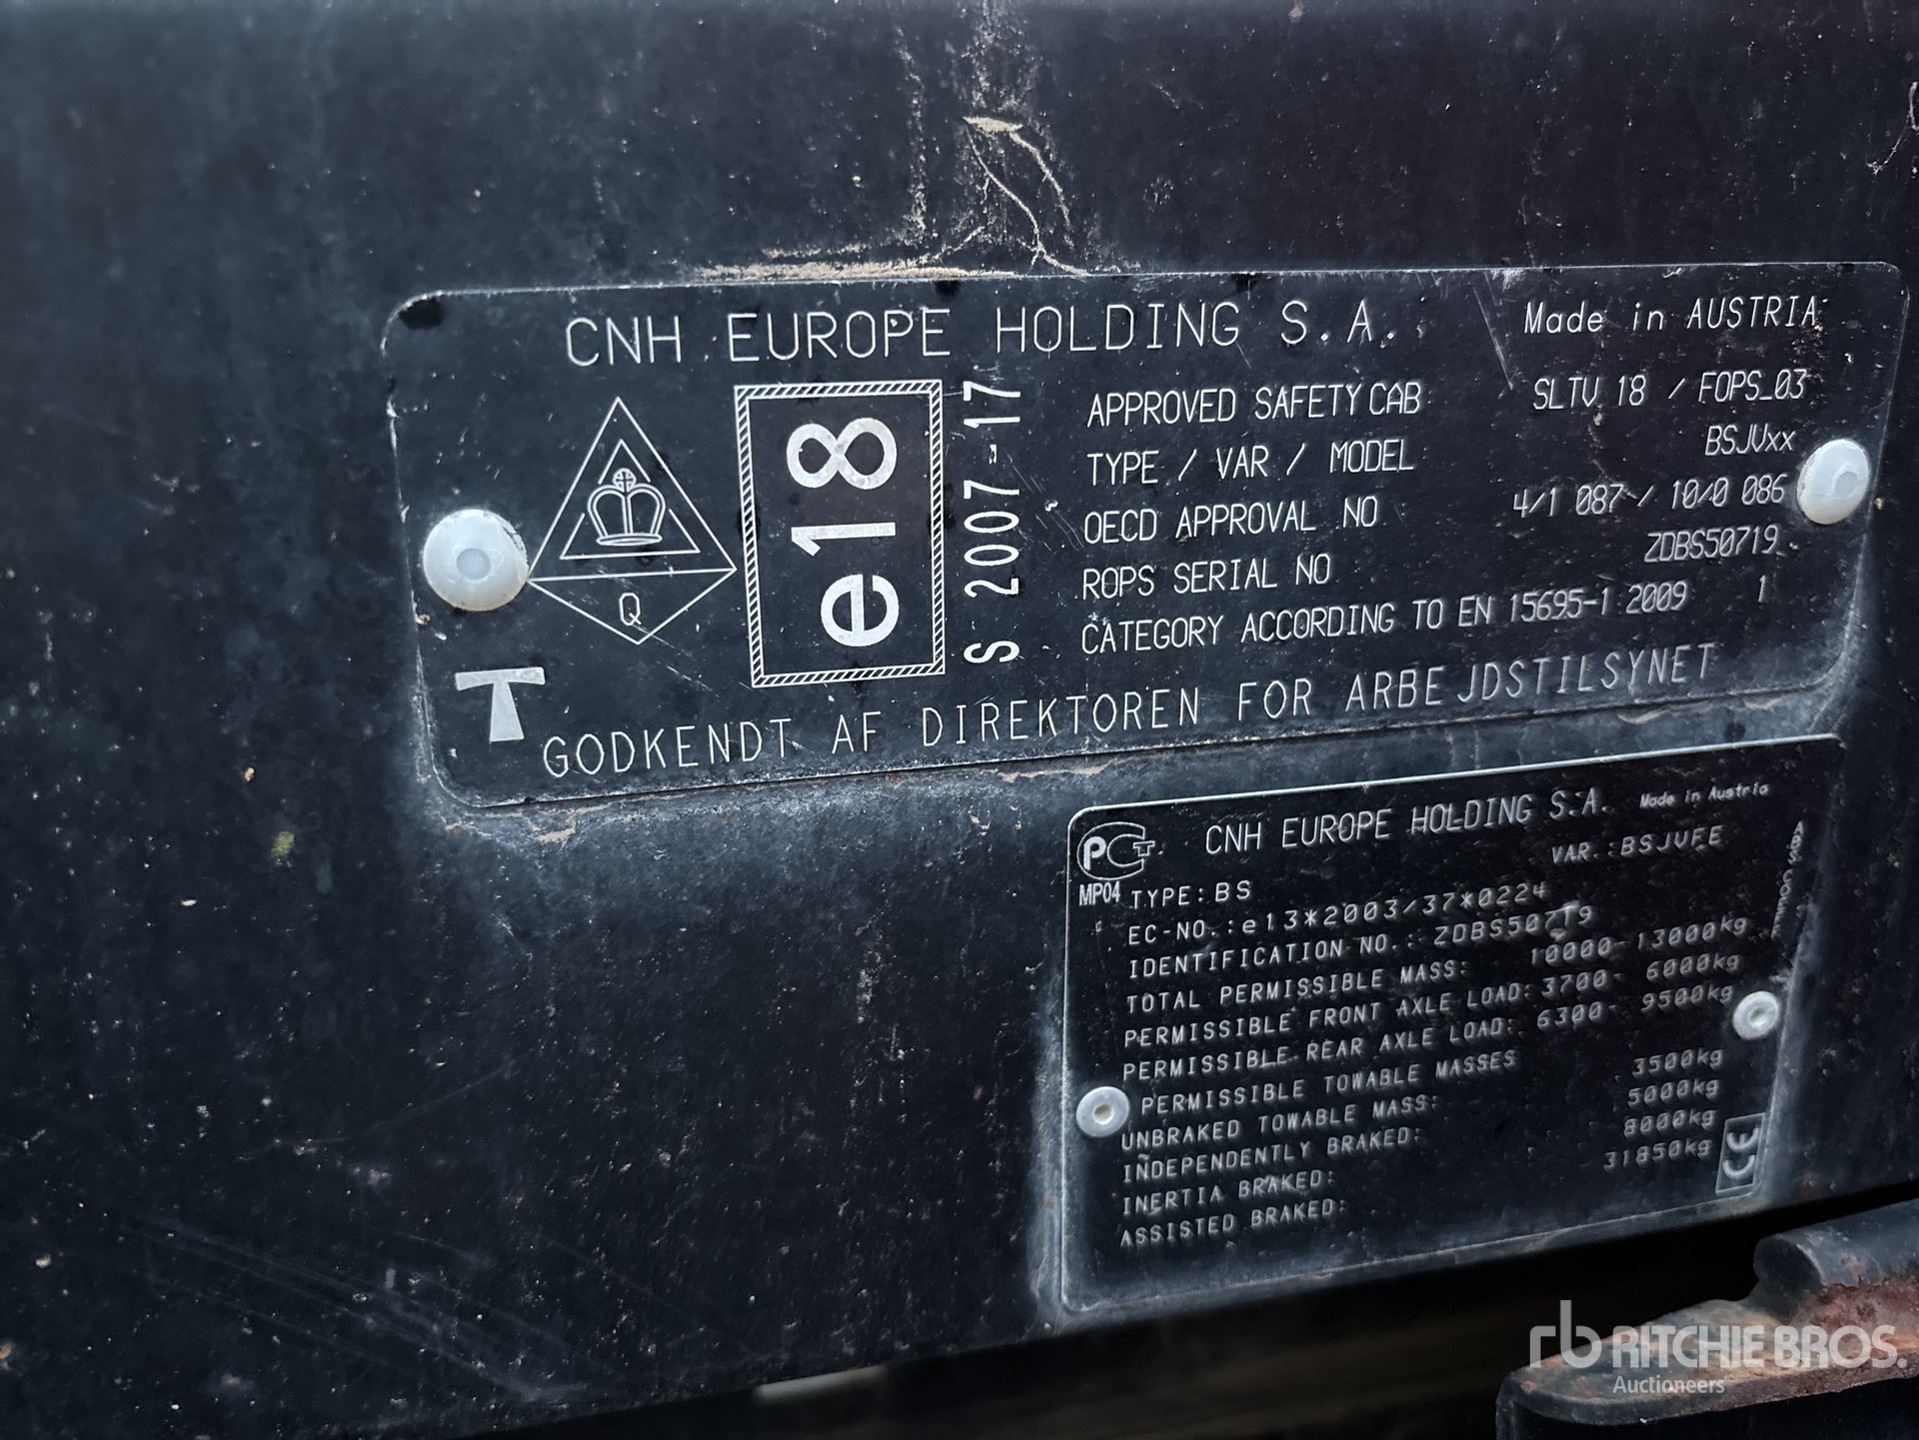 CNH EUROPE HOLDING S.A.
Made in AUSTRIA
e18
S 2007-17
Q
T
APPROVED SAFETY CAB SLTV 18 / FOPS_03
TYPE / VAR / MODEL BSJVxx
OECD APPROVAL NO 4/1 087 / 10/0 086
ROPS SERIAL NO ZDBS50719
CATEGORY ACCORDING TO EN 15695-1 2009 1
GODKENDT AF DIREKTOREN FOR ARBEJDSTILSYNET
CNH EUROPE HOLDING S.A. Made in Austria
MP04 TYPE: BS VAR.: BSJVFE
EC-NO.: e13*2003/37*0224
IDENTIFICATION NO.: ZDBS50719
TOTAL PERMISSIBLE MASS: 10000-13000kg
PERMISSIBLE FRONT AXLE LOAD: 3700- 6000kg
PERMISSIBLE REAR AXLE LOAD: 6300- 9500kg
PERMISSIBLE TOWABLE MASSES
UNBRAKED TOWABLE MASS: 3500kg
INDEPENDENTLY BRAKED: 5000kg
INERTIA BRAKED: 8000kg
ASSISTED BRAKED: 31850kg
CE
rb RITCHIE BROS.
Auctioneers